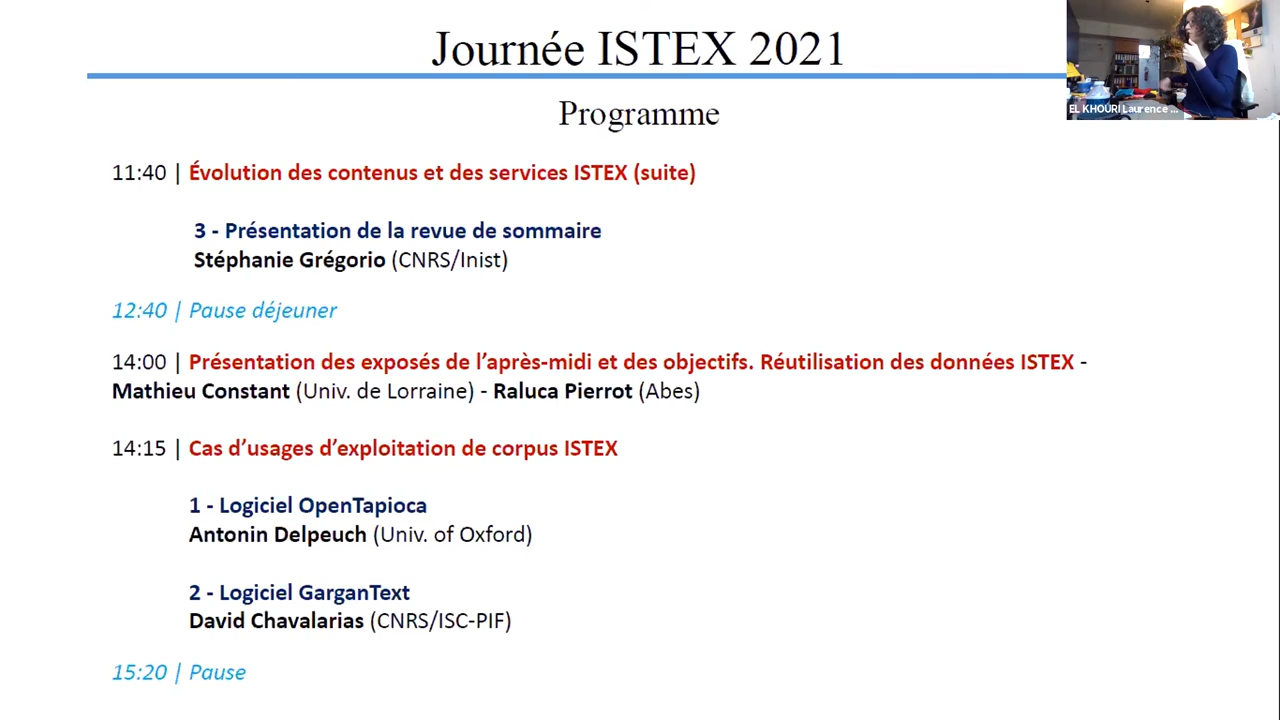 Journée ISTEX 2021
EL KHOURI Laurence ...
Programme
11:40 | Évolution des contenus et des services ISTEX (suite)
3 - Présentation de la revue de sommaire
Stéphanie Grégorio (CNRS/Inist)
12:40 | Pause déjeuner
14:00 | Présentation des exposés de l’après-midi et des objectifs. Réutilisation des données ISTEX -
Mathieu Constant (Univ. de Lorraine) - Raluca Pierrot (Abes)
14:15 | Cas d’usages d’exploitation de corpus ISTEX
1 - Logiciel OpenTapioca
Antonin Delpeuch (Univ. of Oxford)
2 - Logiciel GarganText
David Chavalarias (CNRS/ISC-PIF)
15:20 | Pause